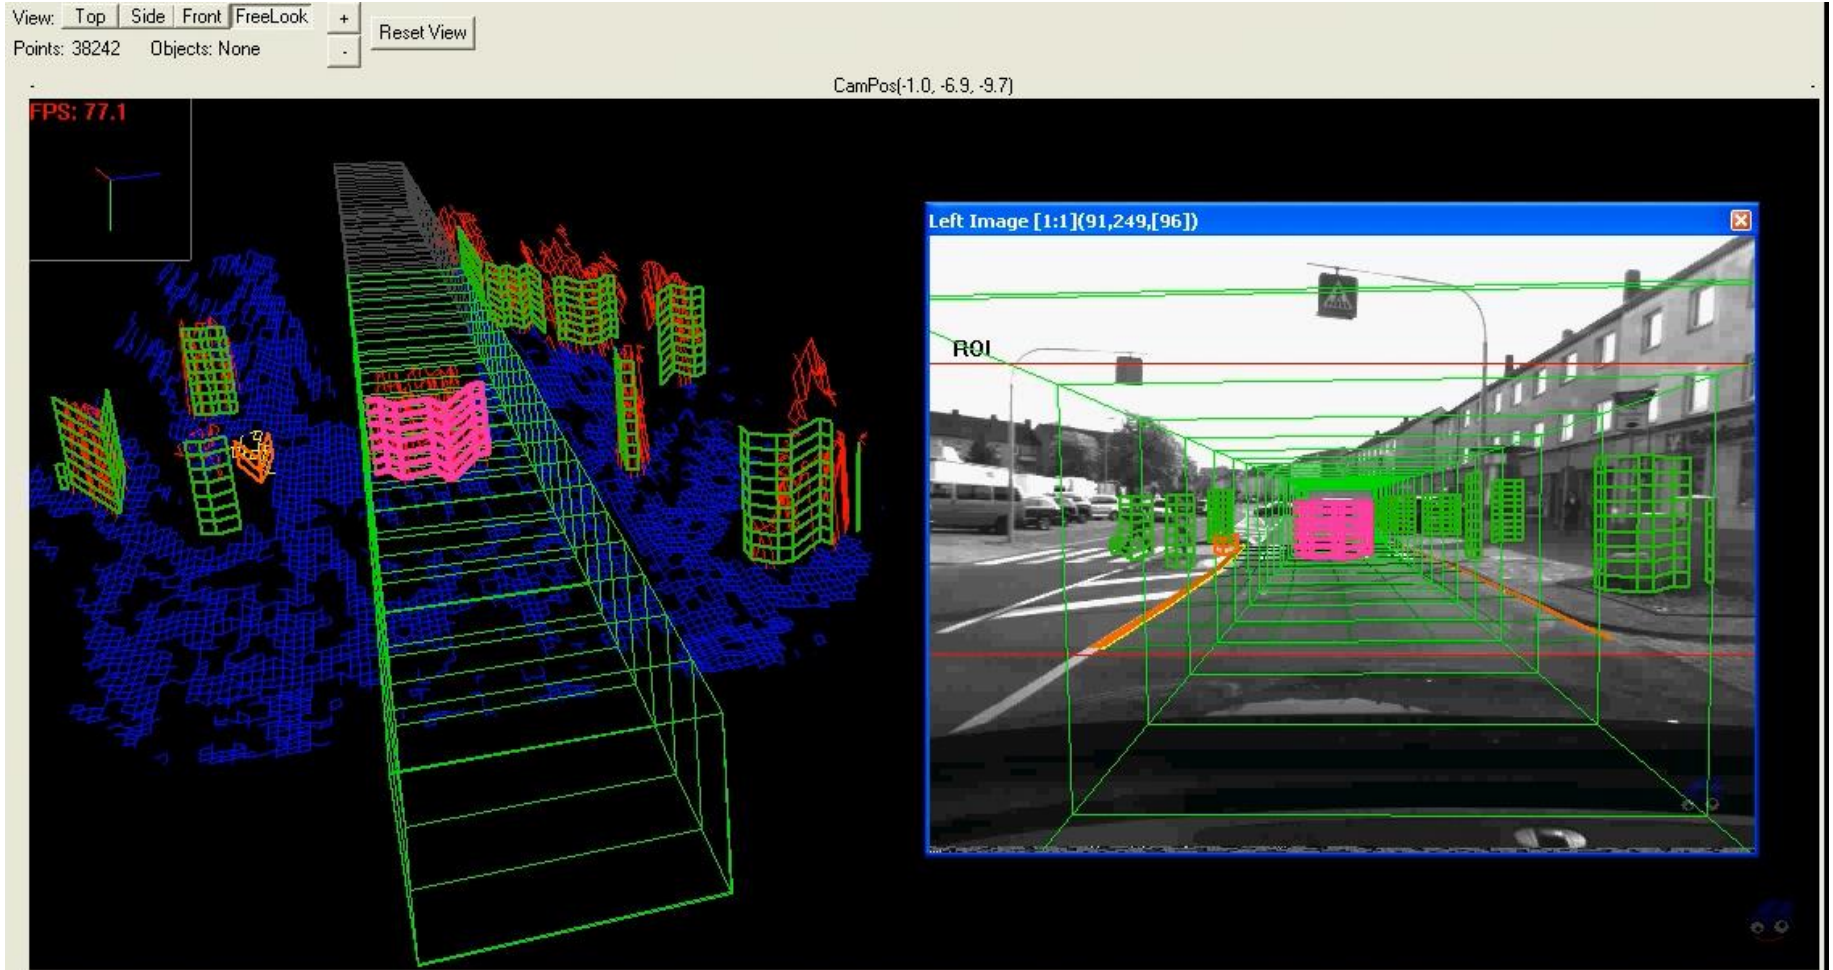 View: Top Side Front FreeLook +
Points: 38242 Objects: None - Reset View
- CamPos(-1.0, -6.9, -9.7) -
FPS: 77.1
Left Image [1:1](91,249,[96])
ROI